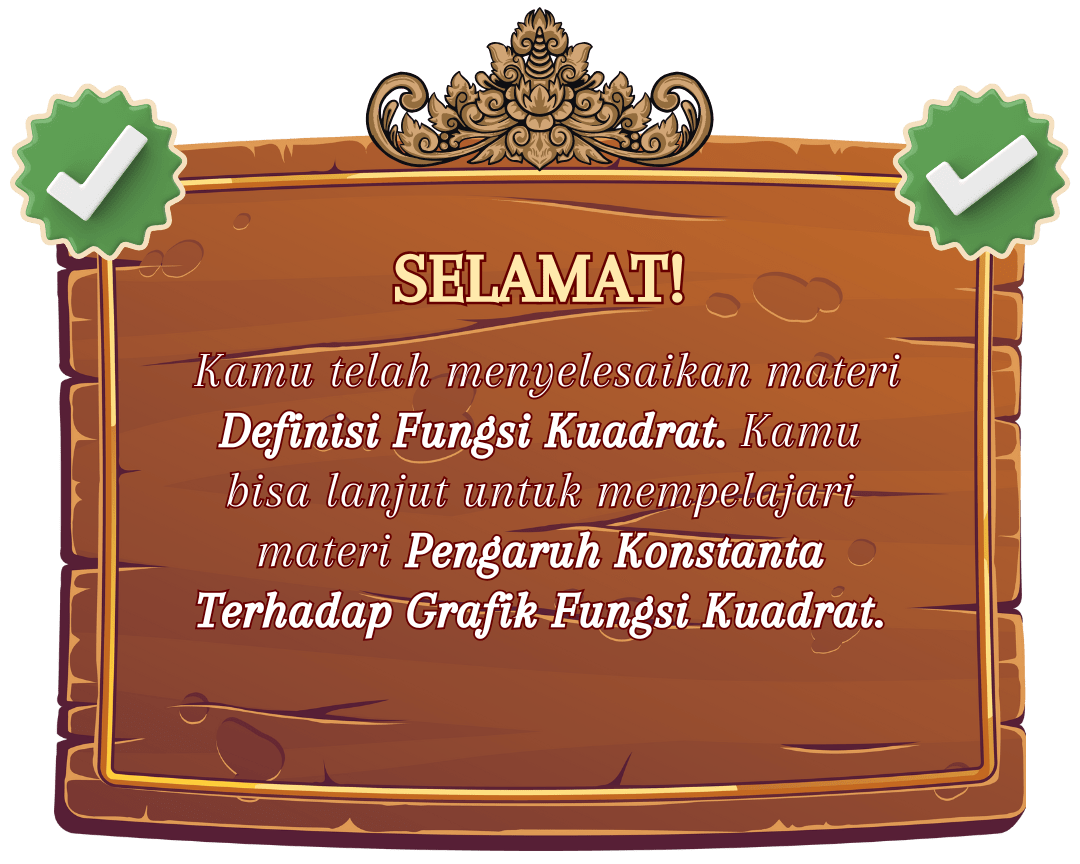 SELAMAT!
Kamu telah menyelesaikan materi
Definisi Fungsi Kuadrat. Kamu
bisa lanjut untuk mempelajari
materi Pengaruh Konstanta
Terhadap Grafik Fungsi Kuadrat.